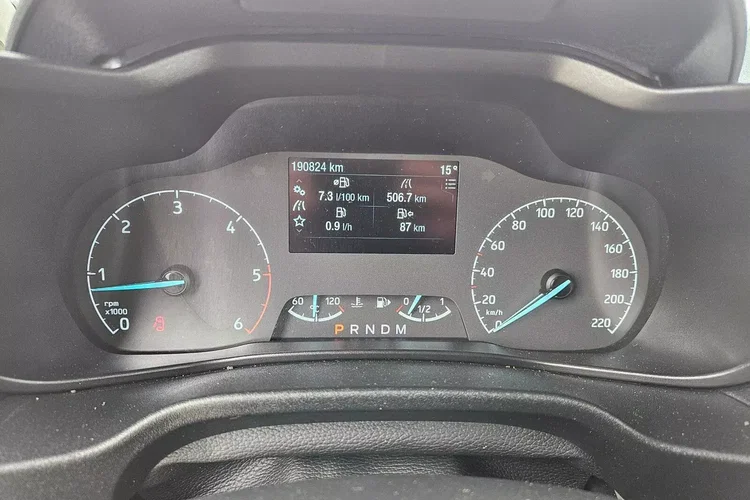 190824 km 15°
7.3 l/100 km 506.7 km
0.9 l/h 87 km
0 1 2 3 4 5 6
rpm
x1000
60 120
°C
0 1/2 1
P R N D M
0 20 40 60 80 100 120 140 160 180 200 220
km/h